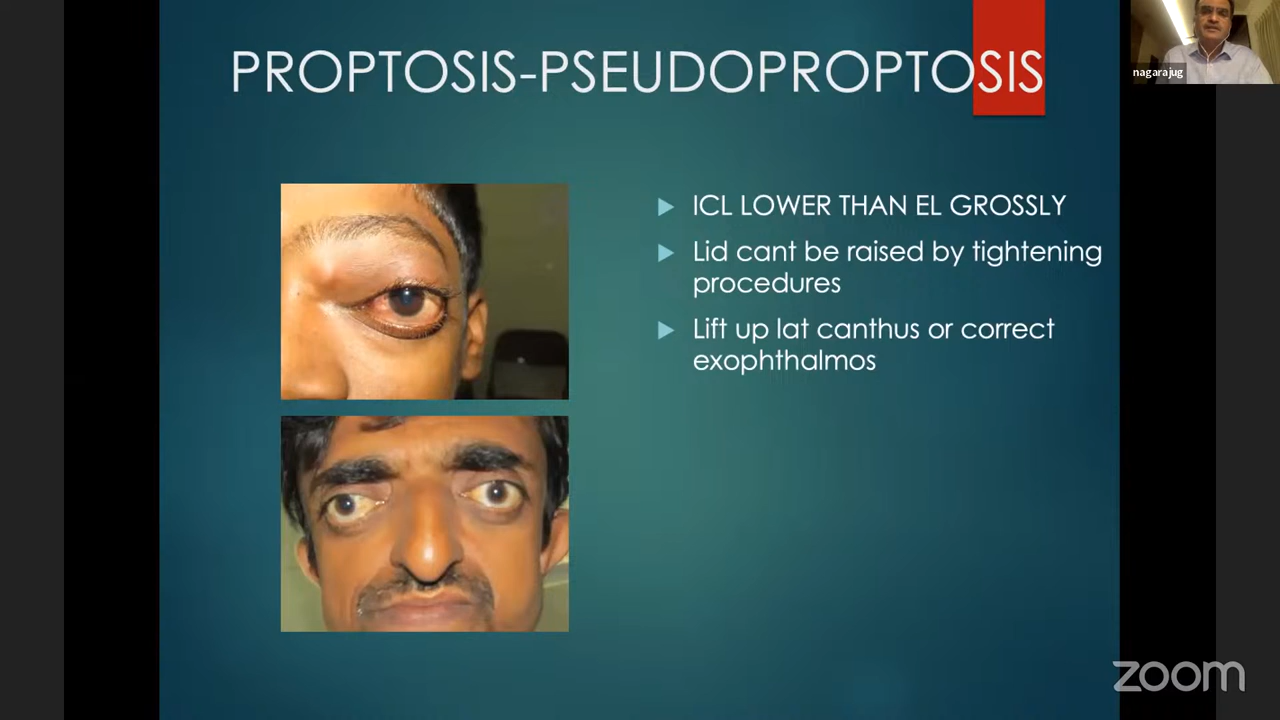 PROPTOSIS-PSEUDOPROPTOSIS
nagarajug
ICL LOWER THAN EL GROSSLY
Lid cant be raised by tightening
procedures
Lift up lat canthus or correct
exophthalmos
zoom